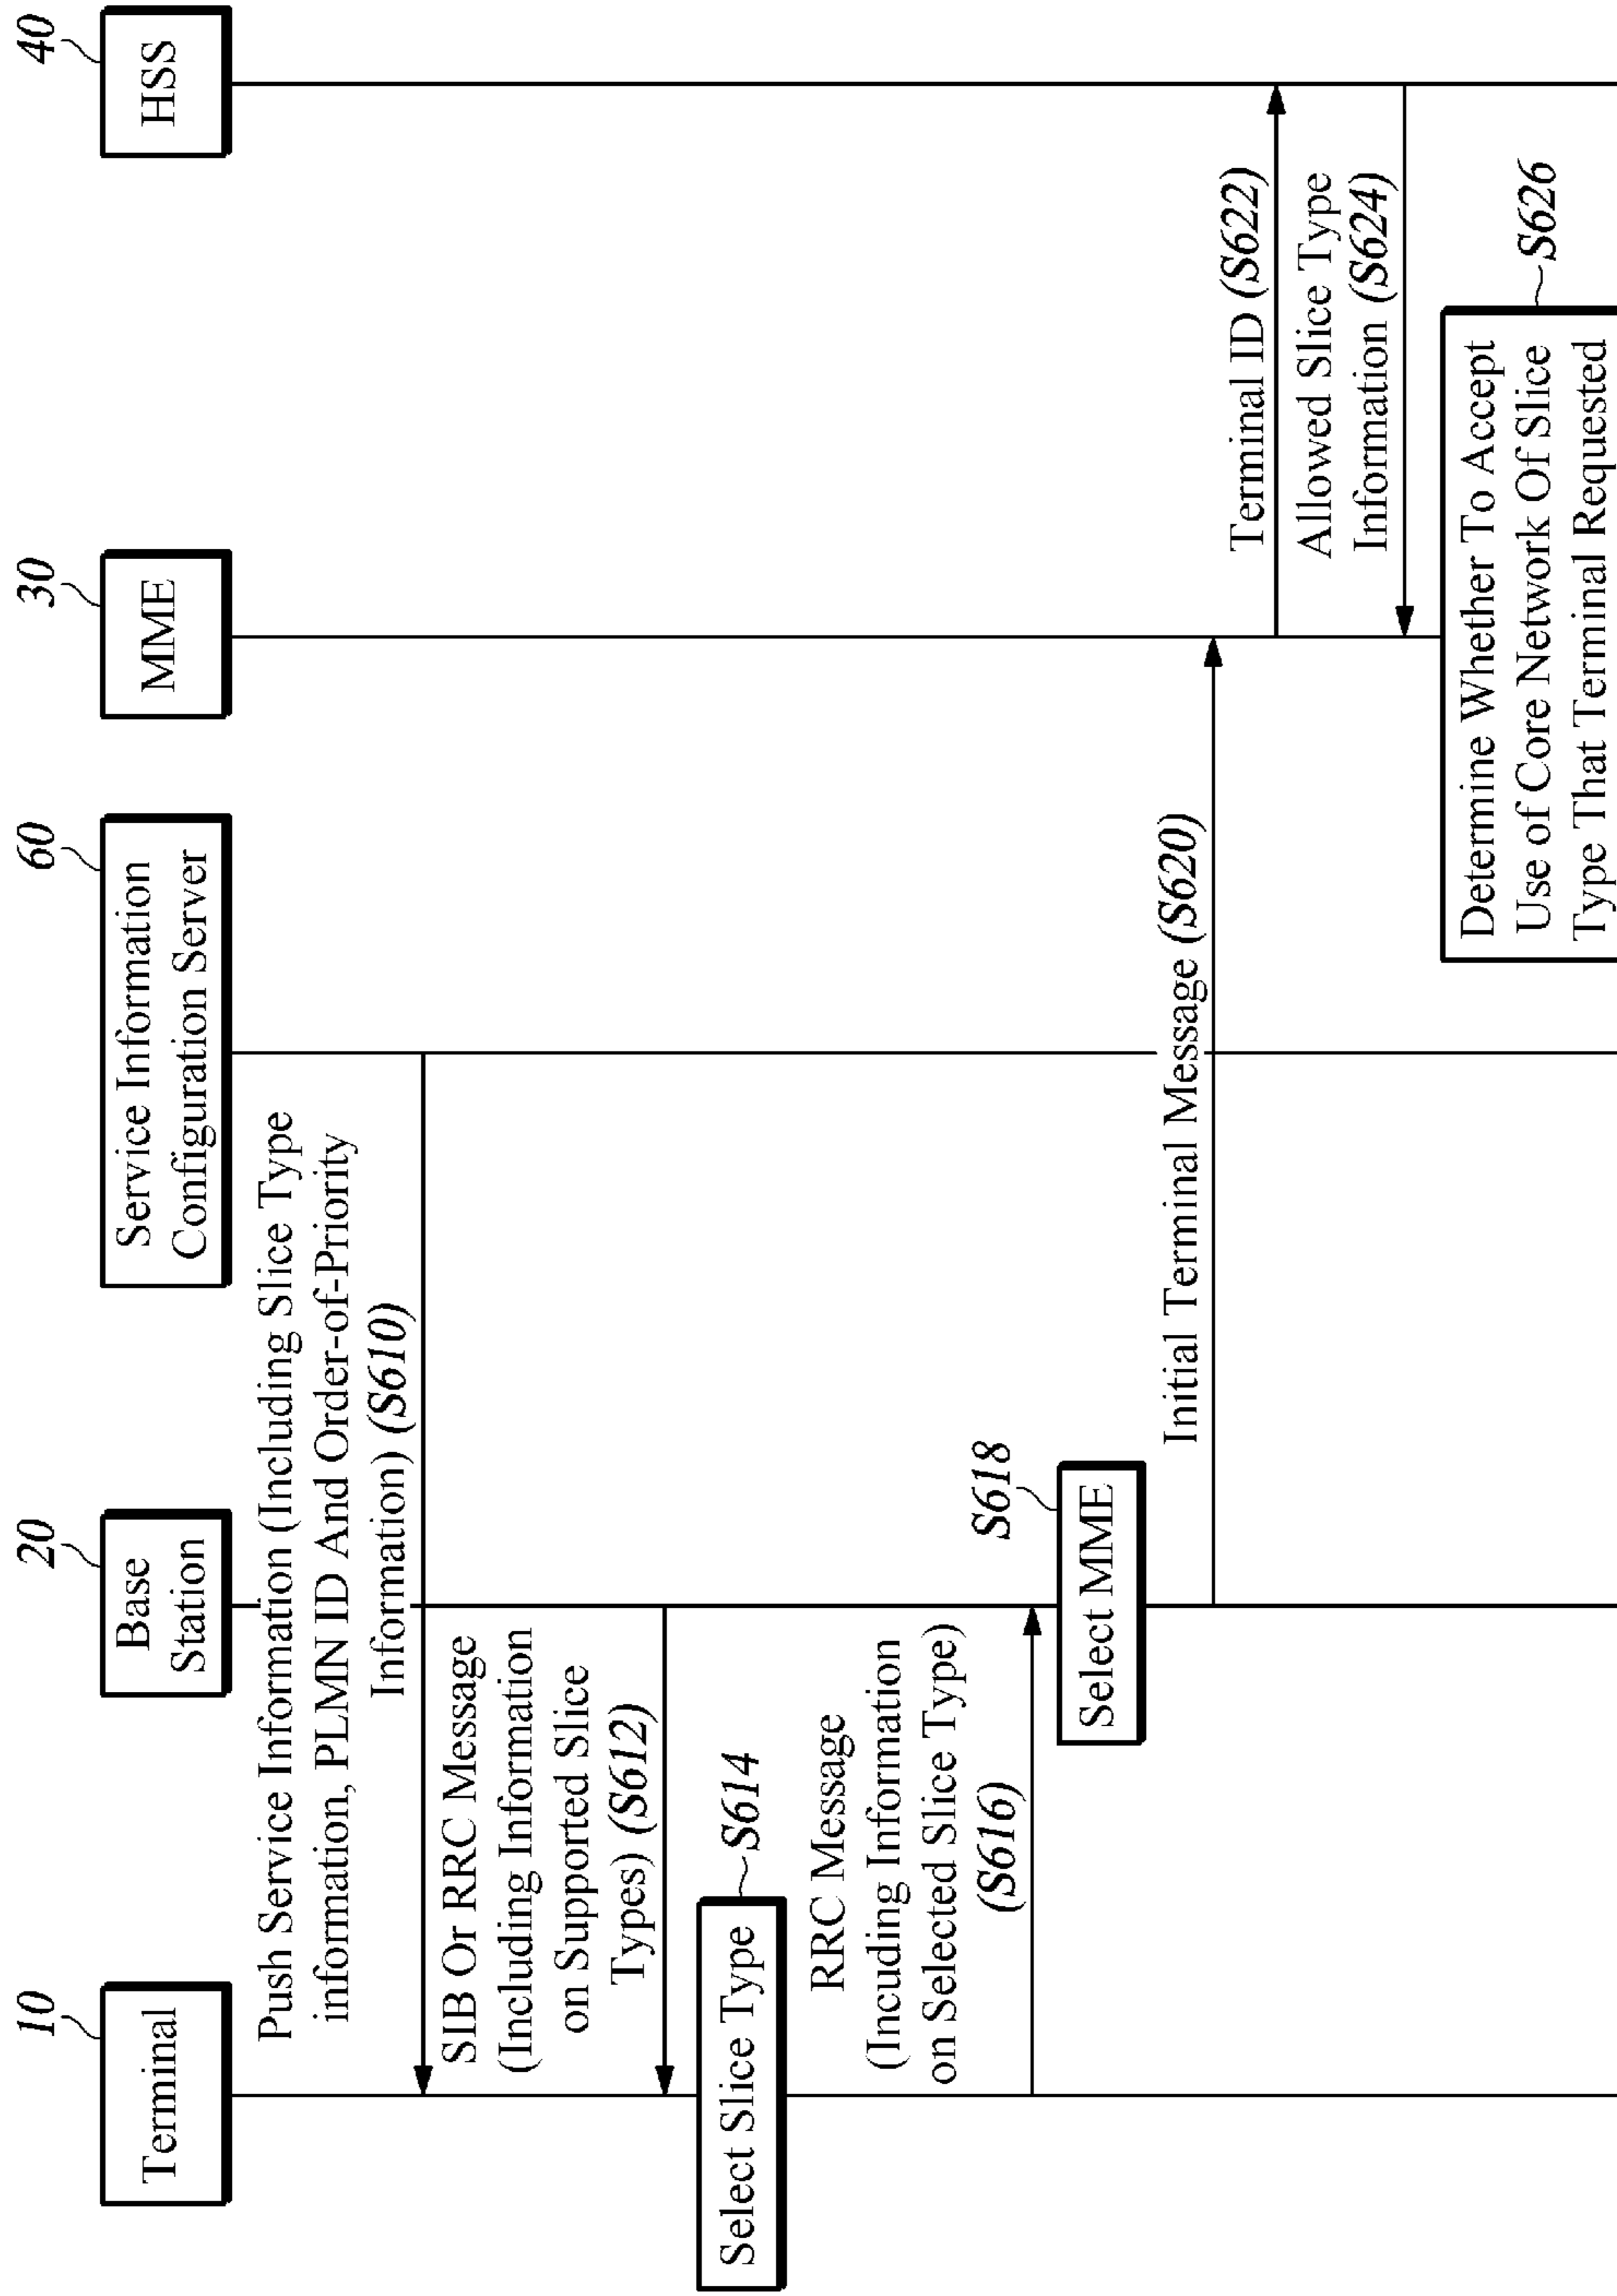 10
20
60
30
40
Terminal
Base
Station
Service Information
Configuration Server
MME
HSS
Push Service Information (Including Slice Type
information, PLMN ID And Order-of-Priority
Information) (S610)
SIB Or RRC Message
(Including Information
on Supported Slice
Types) (S612)
Select Slice Type
S614
RRC Message
(Incuding Information
on Selected Slice Type)
(S616)
S618
Select MME
Initial Terminal Message (S620)
Terminal ID (S622)
Allowed Slice Type
Information (S624)
S626
Determine Whether To Accept
Use of Core Network Of Slice
Type That Terminal Requested